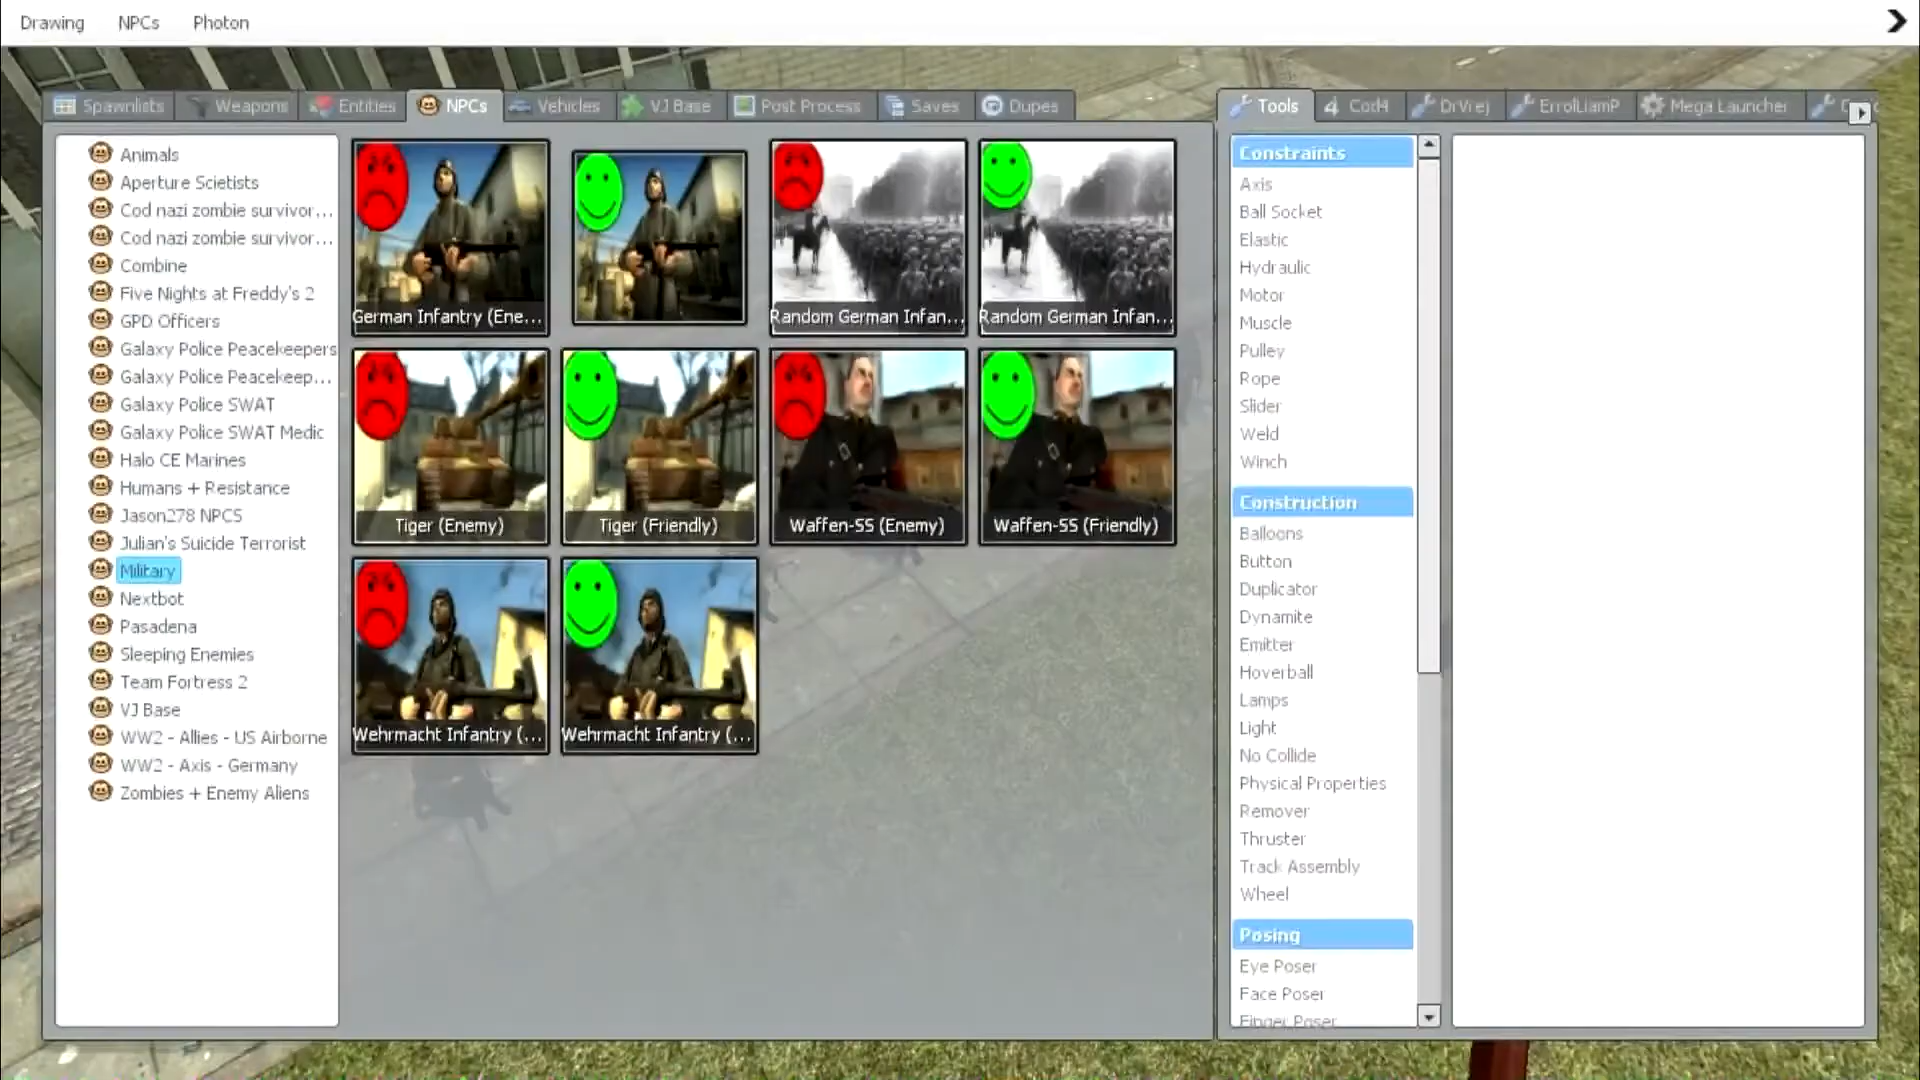 Drawing NPCs Photon
Spawnlists Weapons Entities NPCs Vehicles VJ Base Post Process Saves Dupes
Tools Cod4 DrVrej ErrolLiamP Mega Launcher
Animals
Aperture Scietists
Cod nazi zombie survivor...
Cod nazi zombie survivor...
Combine
Five Nights at Freddy's 2
GPD Officers
Galaxy Police Peacekeepers
Galaxy Police Peacekeep...
Galaxy Police SWAT
Galaxy Police SWAT Medic
Halo CE Marines
Humans + Resistance
Jason278 NPCS
Julian's Suicide Terrorist
Military
Nextbot
Pasadena
Sleeping Enemies
Team Fortress 2
VJ Base
WW2 - Allies - US Airborne
WW2 - Axis - Germany
Zombies + Enemy Aliens
German Infantry (Ene...
Random German Infan...
Random German Infan...
Tiger (Enemy)
Tiger (Friendly)
Waffen-SS (Enemy)
Waffen-SS (Friendly)
Wehrmacht Infantry (...
Wehrmacht Infantry (...
Constraints
Axis
Ball Socket
Elastic
Hydraulic
Motor
Muscle
Pulley
Rope
Slider
Weld
Winch
Construction
Balloons
Button
Duplicator
Dynamite
Emitter
Hoverball
Lamps
Light
No Collide
Physical Properties
Remover
Thruster
Track Assembly
Wheel
Posing
Eye Poser
Face Poser
Finger Poser